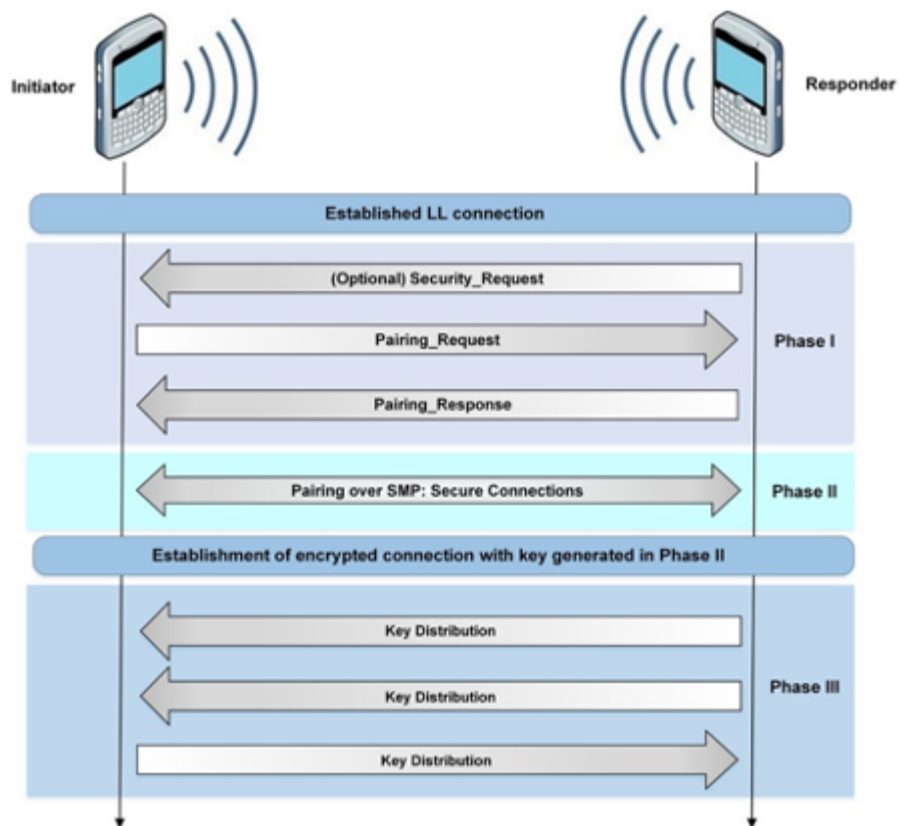 Initiator
Responder
Established LL connection
(Optional) Security_Request
Pairing_Request
Phase I
Pairing_Response
Pairing over SMP: Secure Connections
Phase II
Establishment of encrypted connection with key generated in Phase II
Key Distribution
Key Distribution
Phase III
Key Distribution